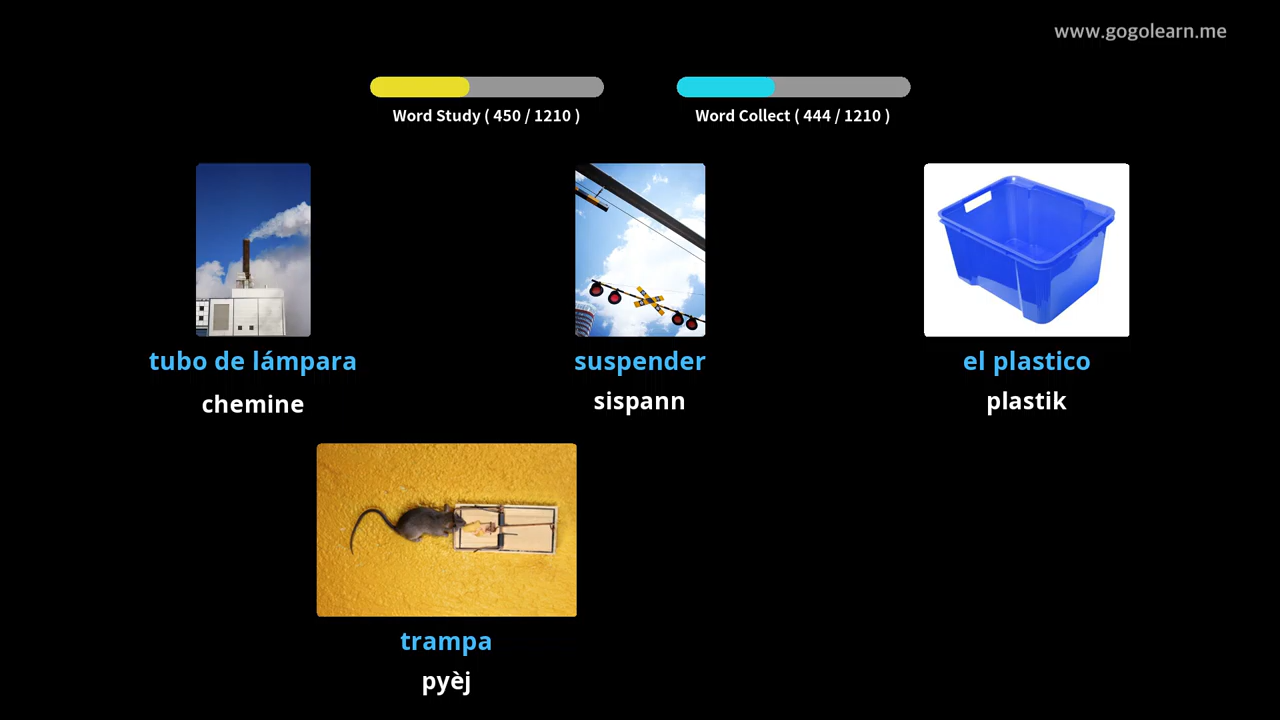 www.gogolearn.me
Word Study ( 450 / 1210 )
Word Collect ( 444 / 1210 )
tubo de lámpara
chemine
suspender
sispann
el plastico
plastik
trampa
pyèj